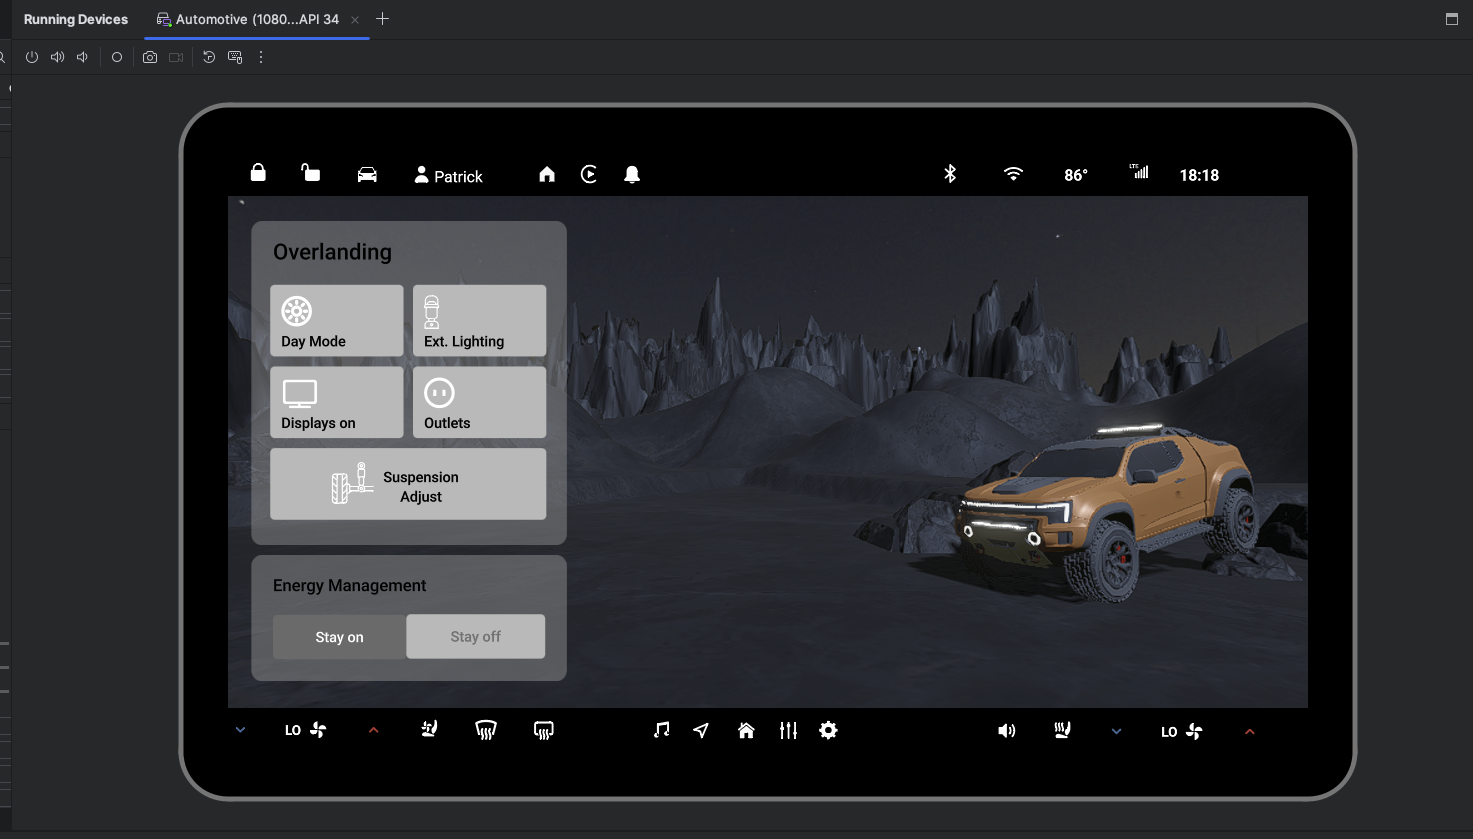 Running Devices
Automotive (1080...API 34
Patrick
86°
LTE
18:18
Overlanding
Day Mode
Ext. Lighting
Displays on
Outlets
Suspension
Adjust
Energy Management
Stay on
Stay off
LO
LO